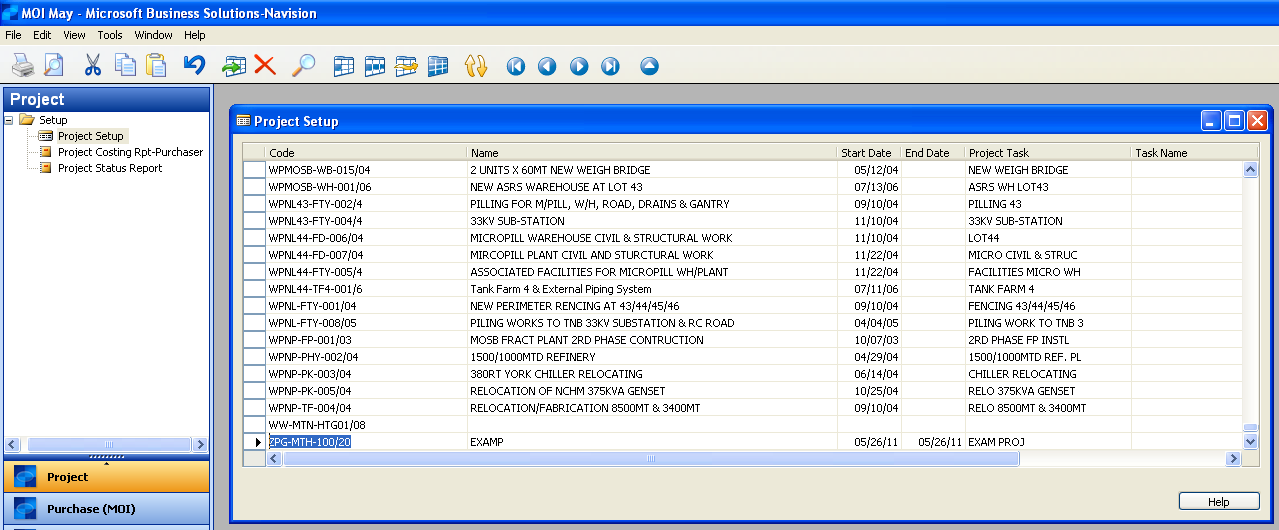 MOI May - Microsoft Business Solutions-Navision
File Edit View Tools Window Help
Project
Setup
Project Setup
Project Costing Rpt-Purchaser
Project Status Report
Project
Purchase (MOI)
Project Setup
Code Name Start Date End Date Project Task Task Name
WPMOSB-WB-015/04 2 UNITS X 60MT NEW WEIGH BRIDGE 05/12/04 NEW WEIGH BRIDGE
WPMOSB-WH-001/06 NEW ASRS WAREHOUSE AT LOT 43 07/13/06 ASRS WH LOT43
WPNL43-FTY-002/4 PILLING FOR M/PILL, W/H, ROAD, DRAINS & GANTRY 09/10/04 PILLING 43
WPNL43-FTY-004/4 33KV SUB-STATION 11/10/04 33KV SUB-STATION
WPNL44-FD-006/04 MICROPILL WAREHOUSE CIVIL & STRUCTURAL WORK 11/10/04 LOT44
WPNL44-FD-007/04 MIRCOPILL PLANT CIVIL AND STURCTURAL WORK 11/22/04 MICRO CIVIL & STRUC
WPNL44-FTY-005/4 ASSOCIATED FACILITIES FOR MICROPILL WH/PLANT 11/22/04 FACILITIES MICRO WH
WPNL44-TF4-001/6 Tank Farm 4 & External Piping System 07/11/06 TANK FARM 4
WPNL-FTY-001/04 NEW PERIMETER RENCING AT 43/44/45/46 09/10/04 FENCING 43/44/45/46
WPNL-FTY-008/05 PILING WORKS TO TNB 33KV SUBSTATION & RC ROAD 04/04/05 PILING WORK TO TNB 3
WPNP-FP-001/03 MOSB FRACT PLANT 2RD PHASE CONTRUCTION 10/07/03 2RD PHASE FP INSTL
WPNP-PHY-002/04 1500/1000MTD REFINERY 04/29/04 1500/1000MTD REF. PL
WPNP-PK-003/04 380RT YORK CHILLER RELOCATING 06/14/04 CHILLER RELOCATING
WPNP-PK-005/04 RELOCATION OF NCHM 375KVA GENSET 10/25/04 RELO 375KVA GENSET
WPNP-TF-004/04 RELOCATION/FABRICATION 8500MT & 3400MT 09/10/04 RELO 8500MT & 3400MT
WW-MTN-HTG01/08
ZPG-MTH-100/20 EXAMP 05/26/11 05/26/11 EXAM PROJ
Help